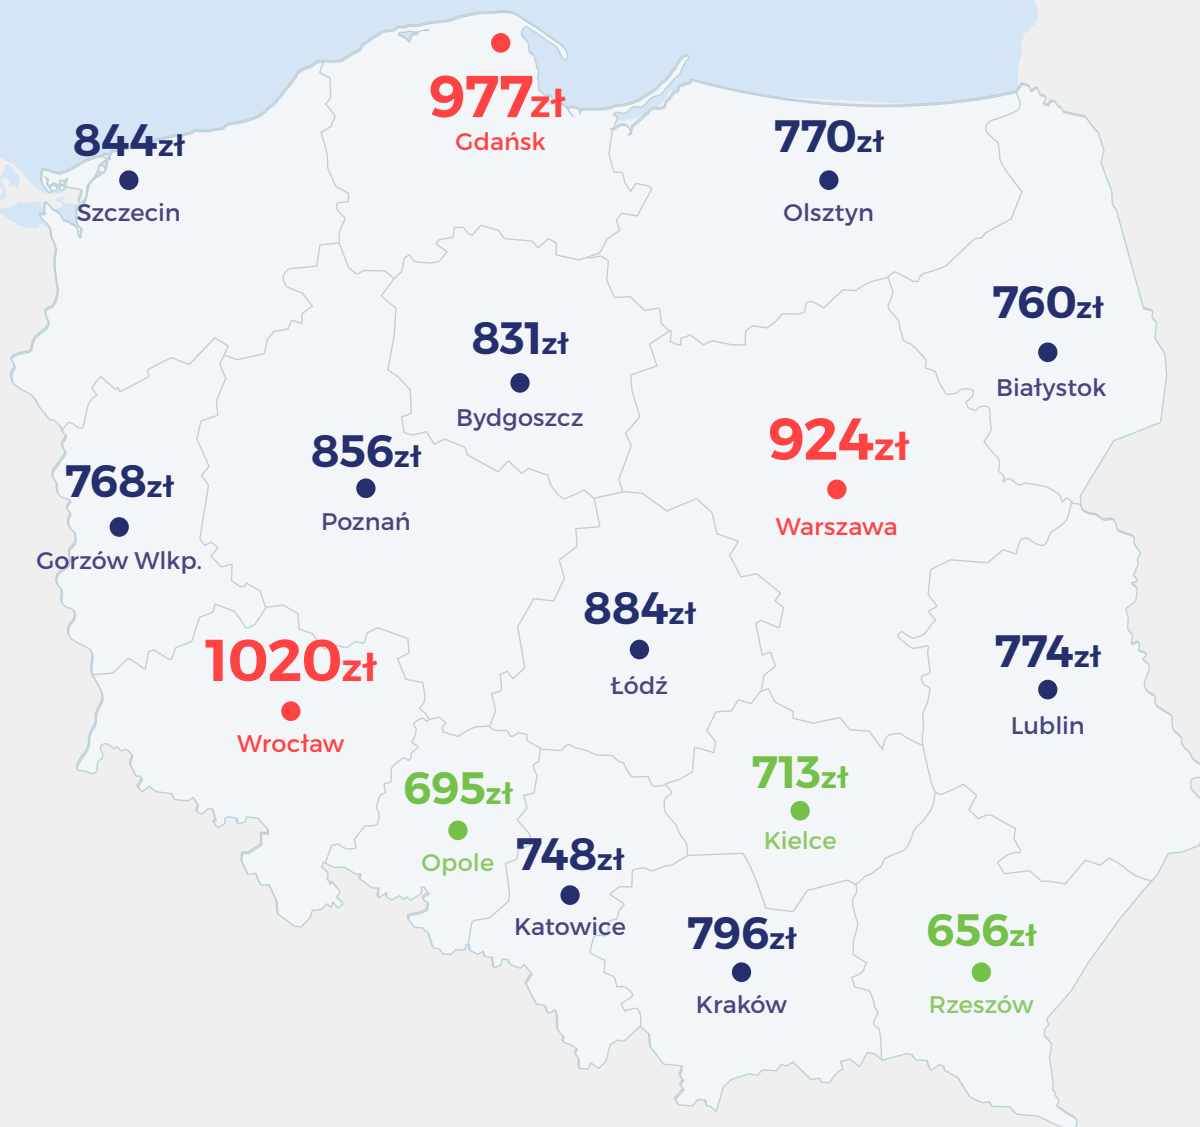 977zł
Gdańsk
844zł
Szczecin
770zł
Olsztyn
760zł
Białystok
831zł
Bydgoszcz
924zł
Warszawa
856zł
Poznań
768zł
Gorzów Wlkp.
884zł
Łódź
1020zł
Wrocław
774zł
Lublin
695zł
Opole
713zł
Kielce
748zł
Katowice
796zł
Kraków
656zł
Rzeszów